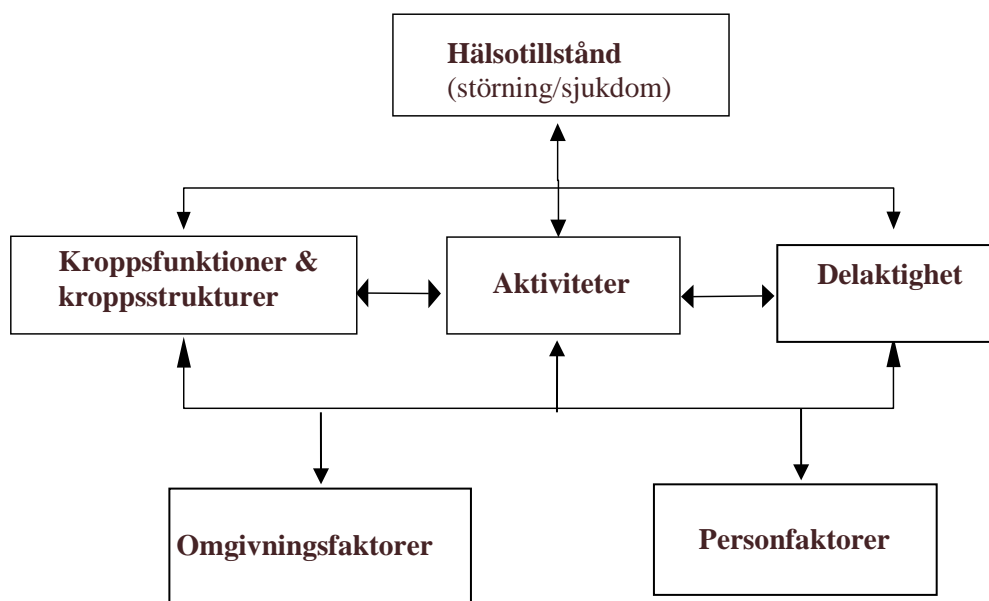 Hälsotillstånd
(störning/sjukdom)
Kroppsfunktioner &
kroppsstrukturer
Aktiviteter
Delaktighet
Omgivningsfaktorer
Personfaktorer